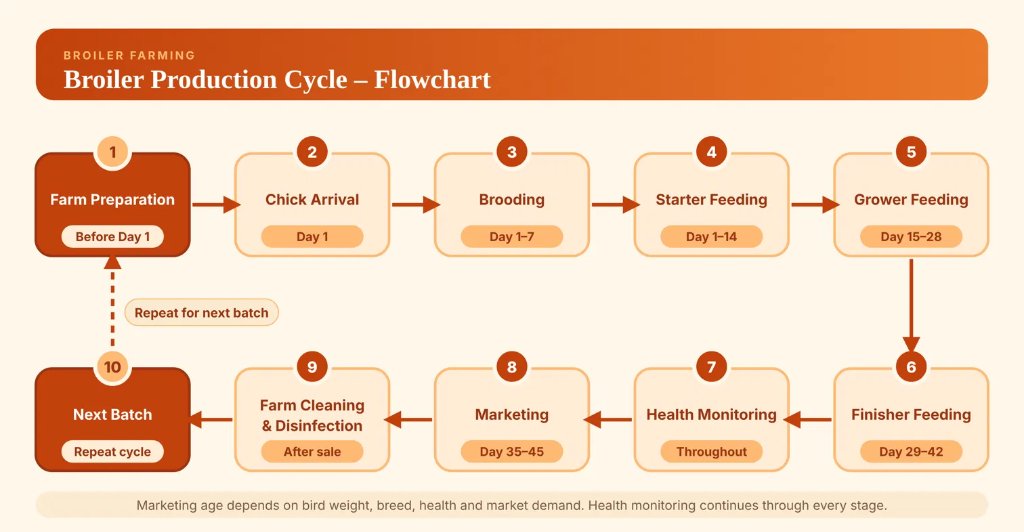 BROILER FARMING
Broiler Production Cycle – Flowchart
1
Farm Preparation
Before Day 1
2
Chick Arrival
Day 1
3
Brooding
Day 1–7
4
Starter Feeding
Day 1–14
5
Grower Feeding
Day 15–28
6
Finisher Feeding
Day 29–42
7
Health Monitoring
Throughout
8
Marketing
Day 35–45
9
Farm Cleaning
& Disinfection
After sale
10
Next Batch
Repeat cycle
Repeat for next batch
Marketing age depends on bird weight, breed, health and market demand. Health monitoring continues through every stage.